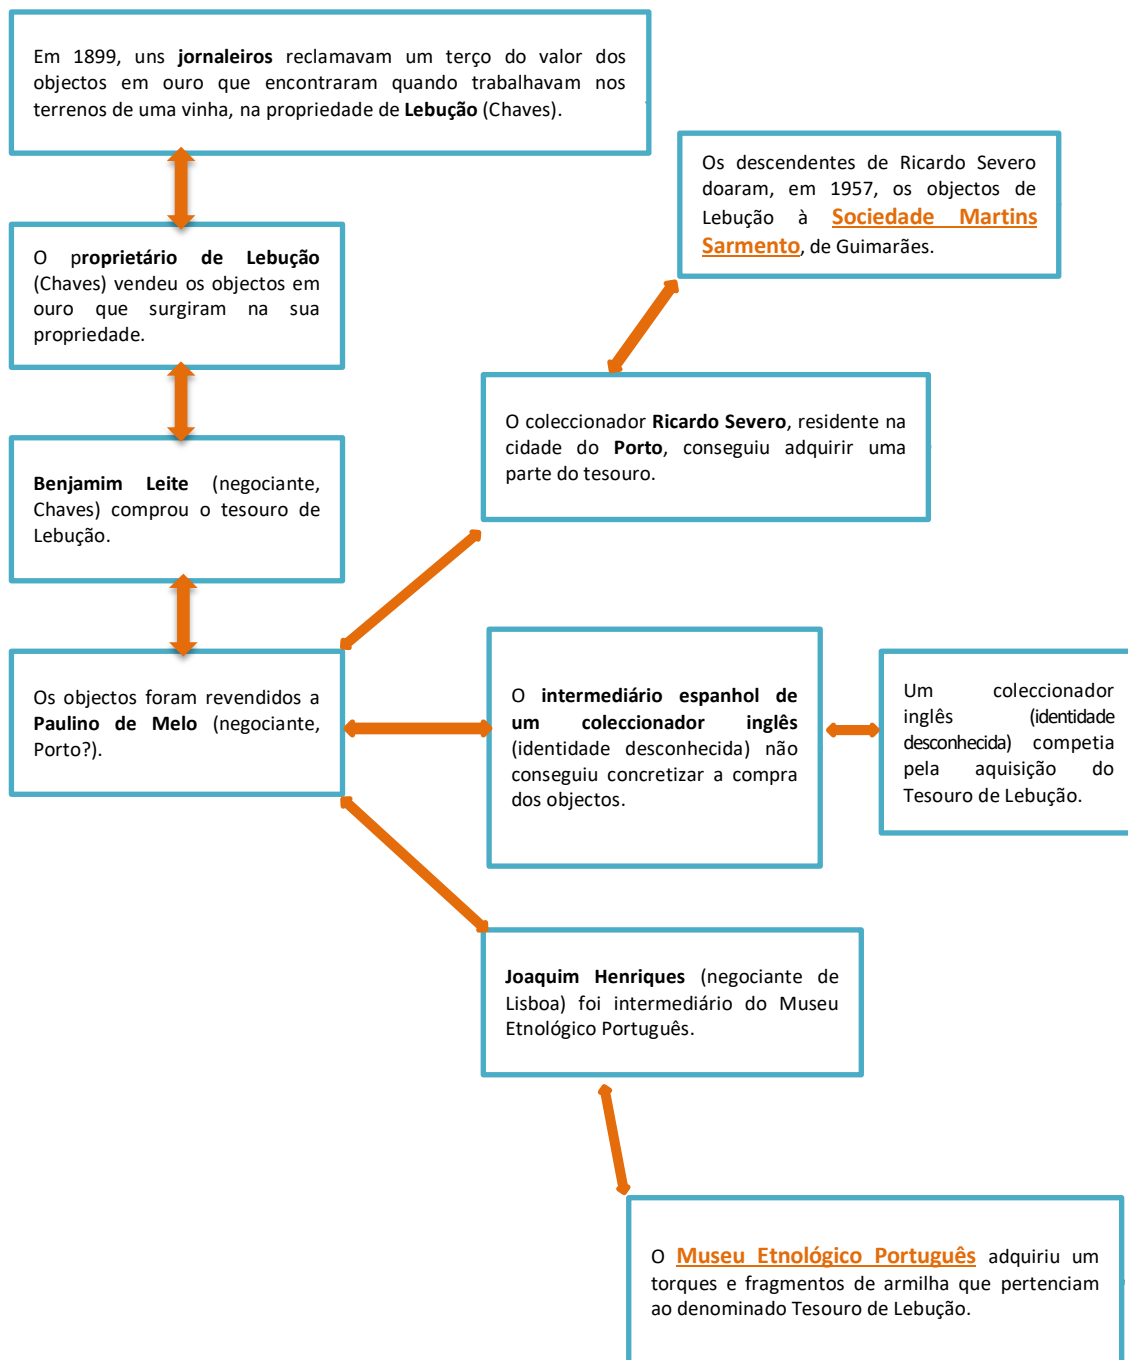 Em 1899, uns jornaleiros reclamavam um terço do valor dos
objectos em ouro que encontraram quando trabalhavam nos
terrenos de uma vinha, na propriedade de Lebução (Chaves).
Os descendentes de Ricardo Severo
doaram, em 1957, os objectos de
Lebução à Sociedade Martins
Sarmento, de Guimarães.
O proprietário de Lebução
(Chaves) vendeu os objectos em
ouro que surgiram na sua
propriedade.
O coleccionador Ricardo Severo, residente na
cidade do Porto, conseguiu adquirir uma
parte do tesouro.
Benjamim Leite (negociante,
Chaves) comprou o tesouro de
Lebução.
Os objectos foram revendidos a
Paulino de Melo (negociante,
Porto?).
O intermediário espanhol de
um coleccionador inglês
(identidade desconhecida) não
conseguiu concretizar a compra
dos objectos.
Um coleccionador
inglês (identidade
desconhecida) competia
pela aquisição do
Tesouro de Lebução.
Joaquim Henriques (negociante de
Lisboa) foi intermediário do Museu
Etnológico Português.
O Museu Etnológico Português adquiriu um
torques e fragmentos de armilha que pertenciam
ao denominado Tesouro de Lebução.